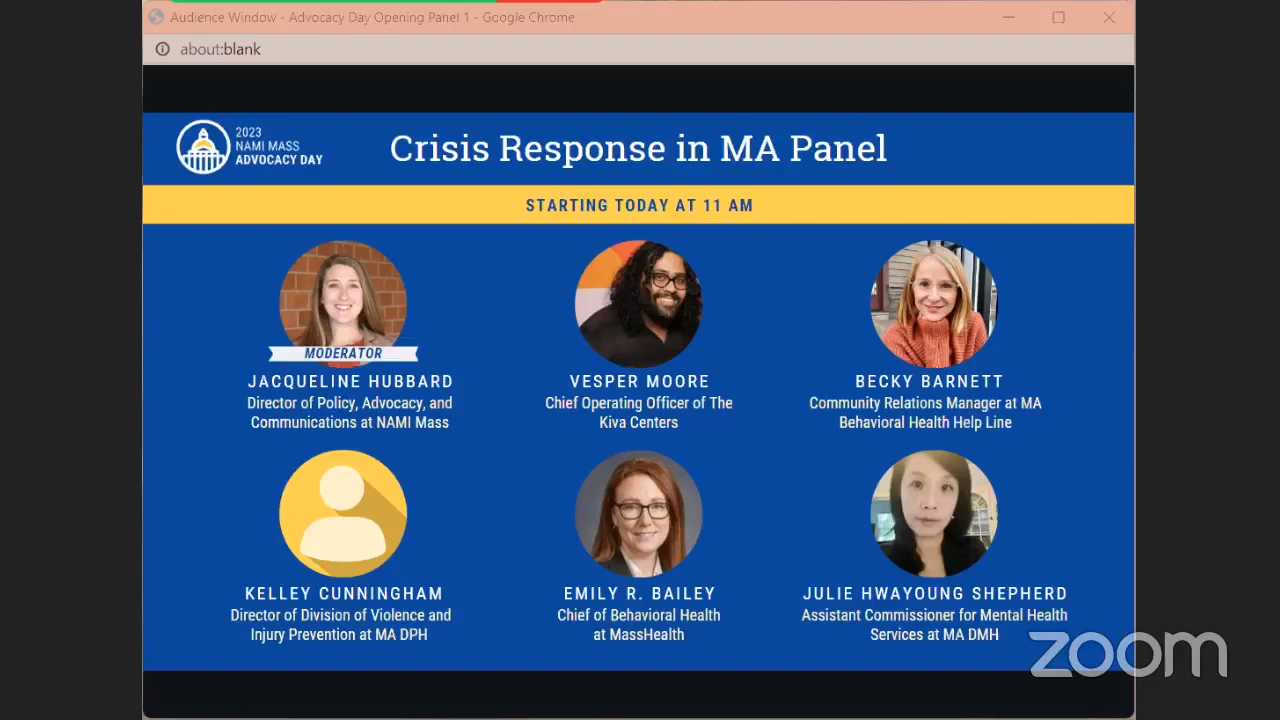 Audience Window - Advocacy Day Opening Panel 1 - Google Chrome
about:blank
2023
NAMI MASS
ADVOCACY DAY
Crisis Response in MA Panel
STARTING TODAY AT 11 AM
MODERATOR
JACQUELINE HUBBARD
Director of Policy, Advocacy, and
Communications at NAMI Mass
VESPER MOORE
Chief Operating Officer of The
Kiva Centers
BECKY BARNETT
Community Relations Manager at MA
Behavioral Health Help Line
KELLEY CUNNINGHAM
Director of Division of Violence and
Injury Prevention at MA DPH
EMILY R. BAILEY
Chief of Behavioral Health
at MassHealth
JULIE HWAYOUNG SHEPHERD
Assistant Commissioner for Mental Health
Services at MA DMH
zoom